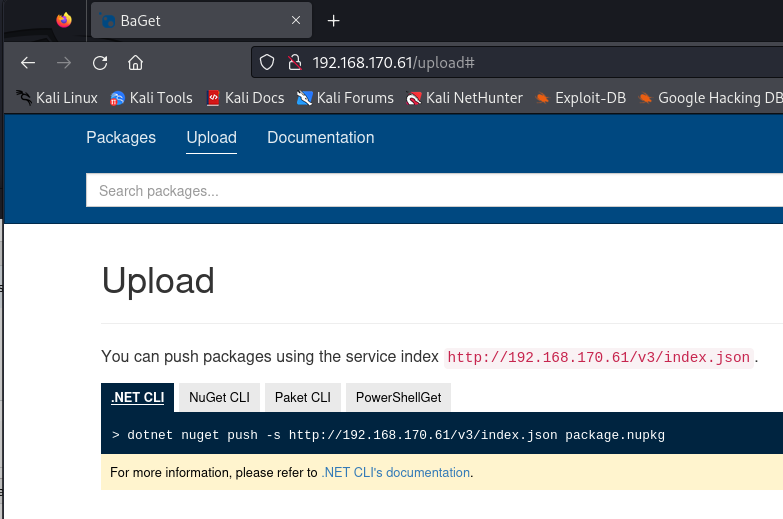 BaGet
192.168.170.61/upload#
Kali Linux Kali Tools Kali Docs Kali Forums Kali NetHunter Exploit-DB Google Hacking DB
Packages Upload Documentation
Search packages...
Upload
You can push packages using the service index http://192.168.170.61/v3/index.json.
.NET CLI NuGet CLI Paket CLI PowerShellGet
> dotnet nuget push -s http://192.168.170.61/v3/index.json package.nupkg
For more information, please refer to .NET CLI's documentation.